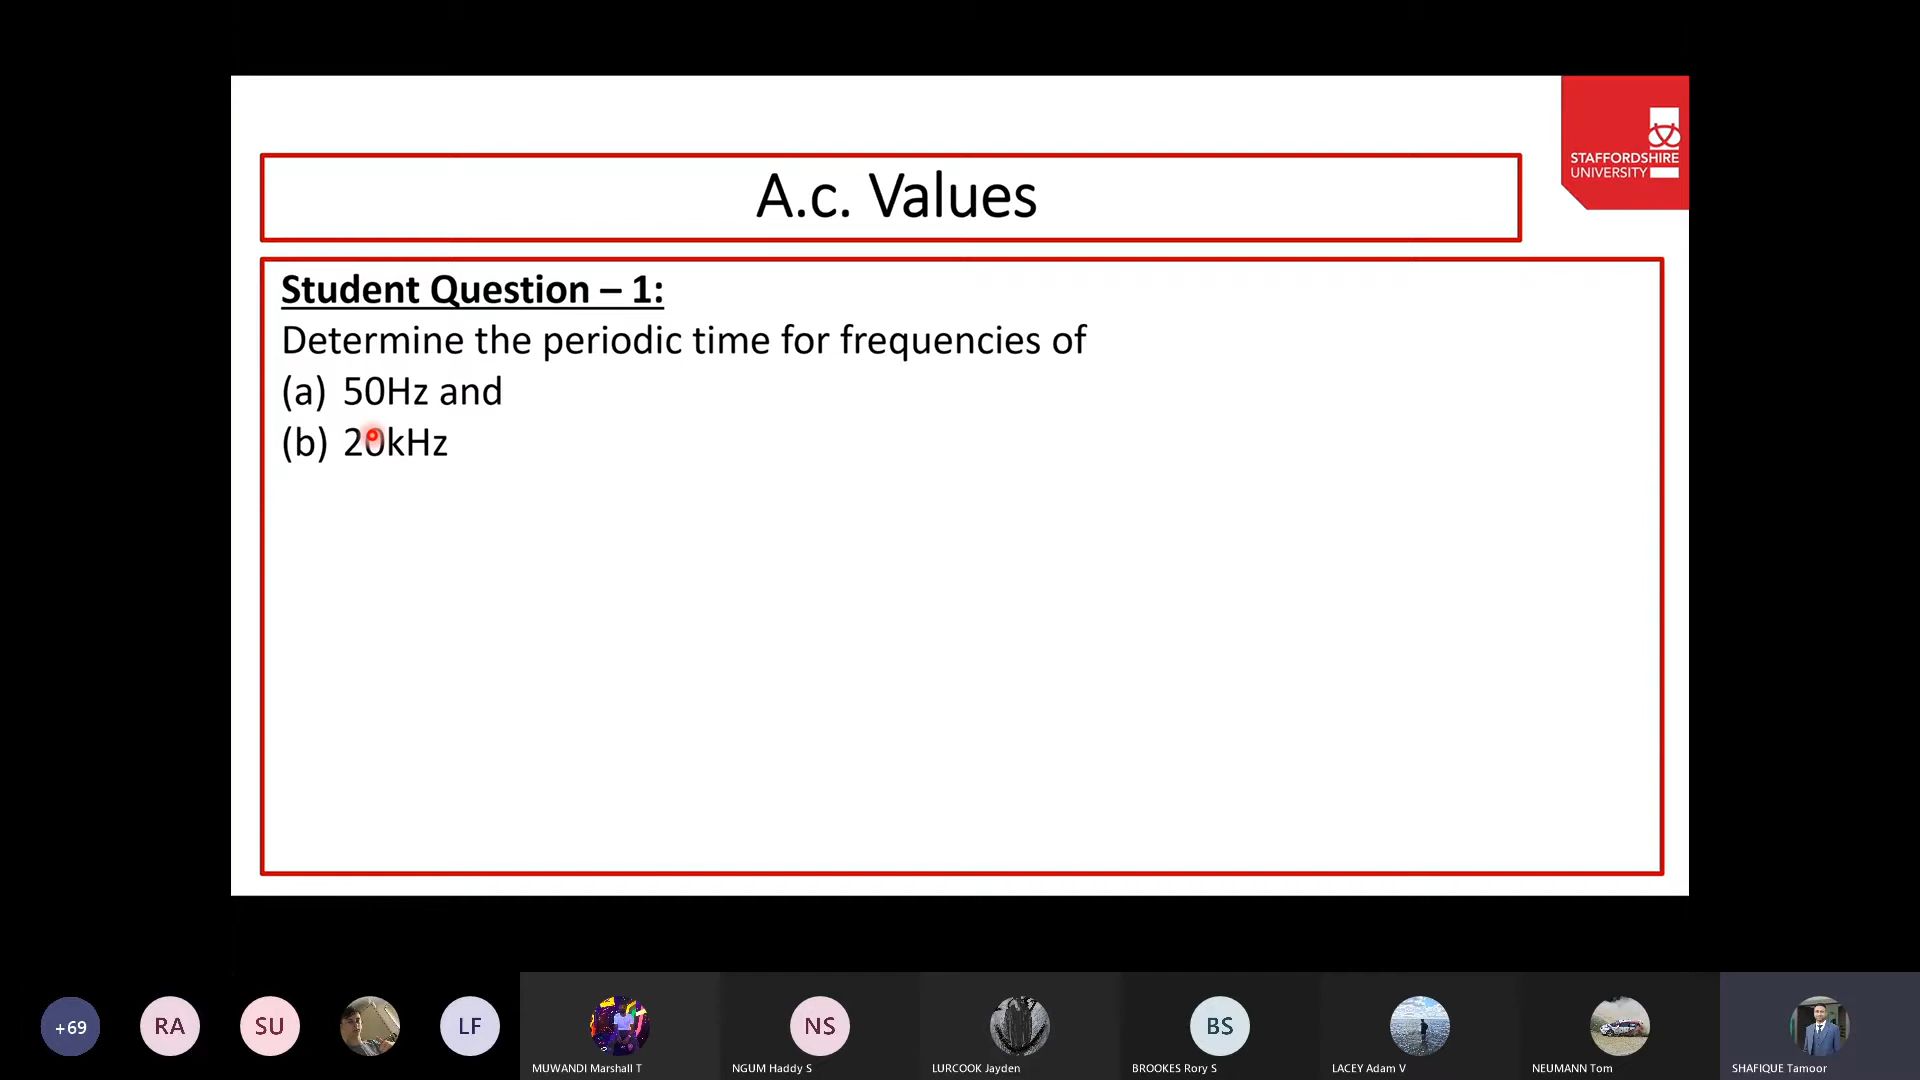 STAFFORDSHIRE
UNIVERSITY
A.c. Values
Student Question – 1:
Determine the periodic time for frequencies of
(a) 50Hz and
(b) 20kHz
+69
RA
SU
LF
NS
BS
MUWANDI Marshall T
NGUM Haddy S
LURCOOK Jayden
BROOKES Rory S
LACEY Adam V
NEUMANN Tom
SHAFIQUE Tamoor